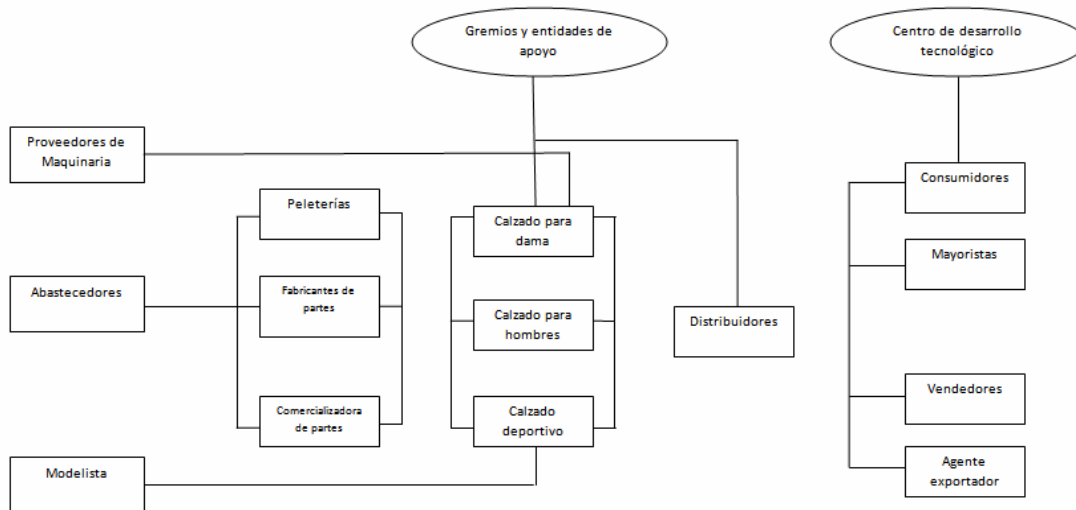 Gremios y entidades de
apoyo
Centro de desarrollo
tecnológico
Proveedores de
Maquinaria
Consumidores
Peleterías
Calzado para
dama
Mayoristas
Abastecedores
Fabricantes de
partes
Calzado para
hombres
Distribuidores
Vendedores
Comercializadora
de partes
Calzado
deportivo
Modelista
Agente
exportador